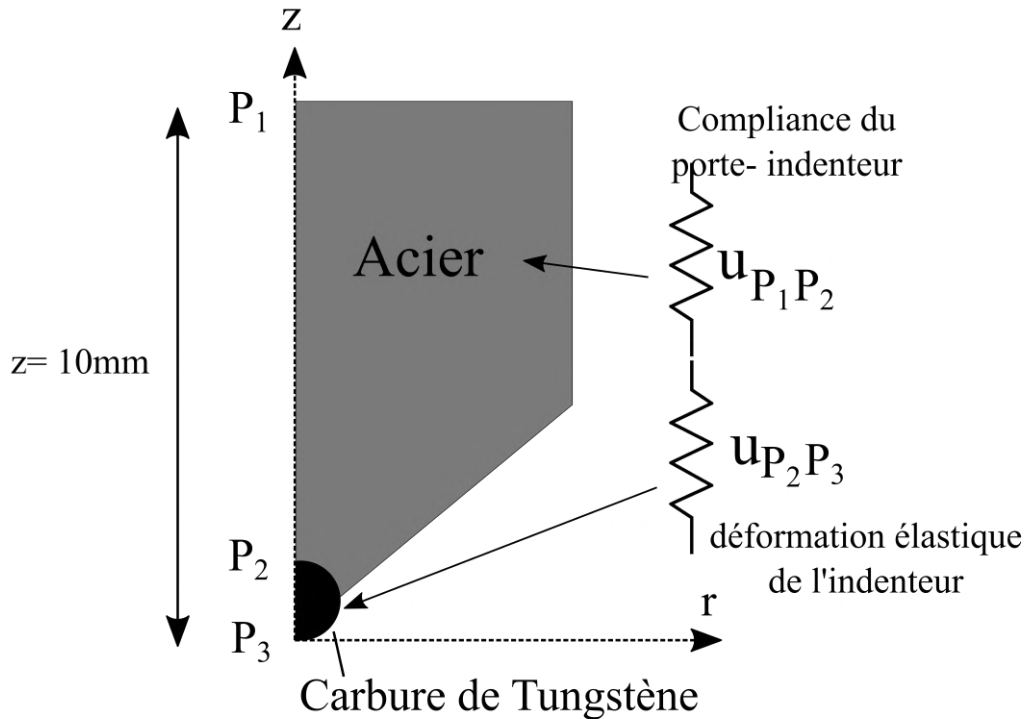 z
P1
Compliance du
porte- indenteur
Acier
uP1P2
z= 10mm
uP2P3
P2
déformation élastique
de l'indenteur
r
P3
Carbure de Tungstène